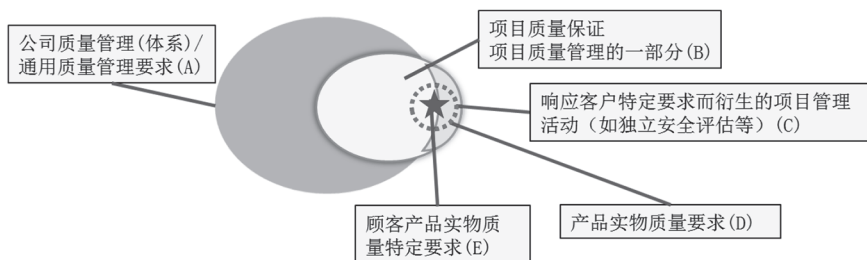 公司质量管理(体系)/
通用质量管理要求(A)
项目质量保证
项目质量管理的一部分(B)
响应客户特定要求而衍生的项目管理
活动（如独立安全评估等）(C)
顾客产品实物质
量特定要求(E)
产品实物质量要求(D)